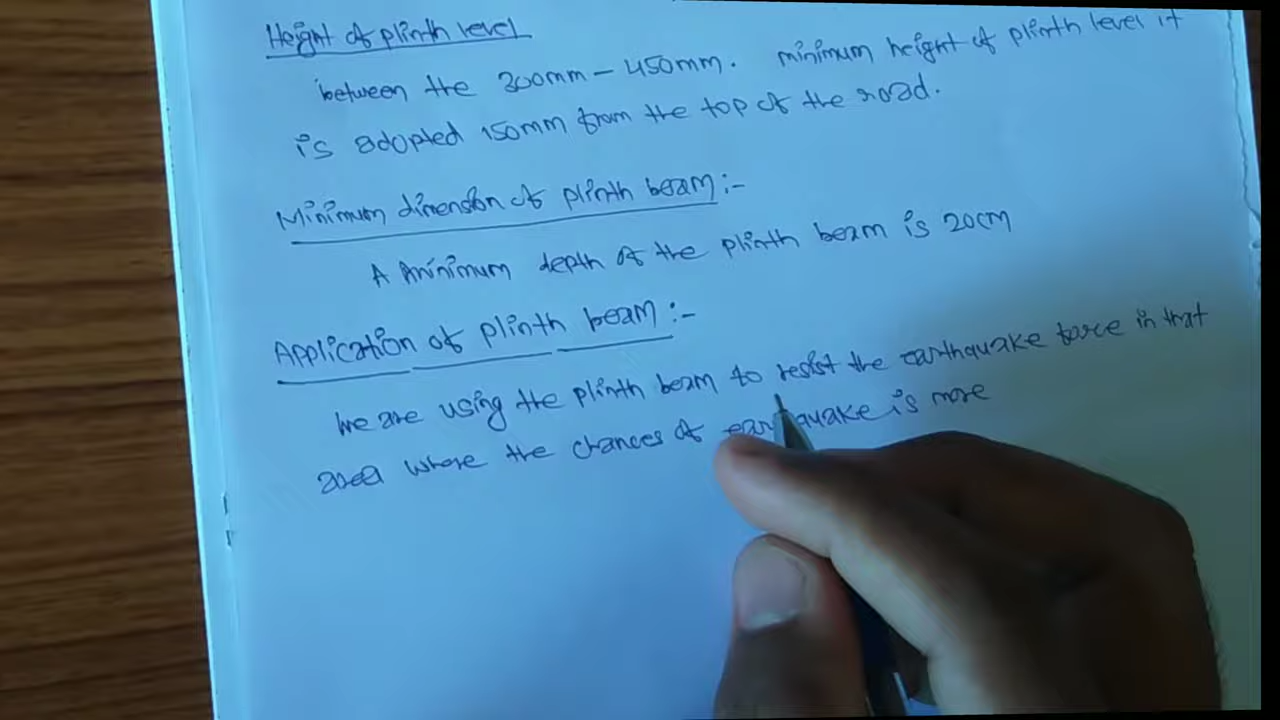 Height of plinth level
between the 300mm - 450mm. minimum height of plinth level it
is adopted 150mm from the top of the road.
Minimum dimension of plinth beam :-
A minimum depth of the plinth beam is 20cm
Application of plinth beam :-
We are using the plinth beam to resist the earthquake force in that
area where the chances of earthquake is more